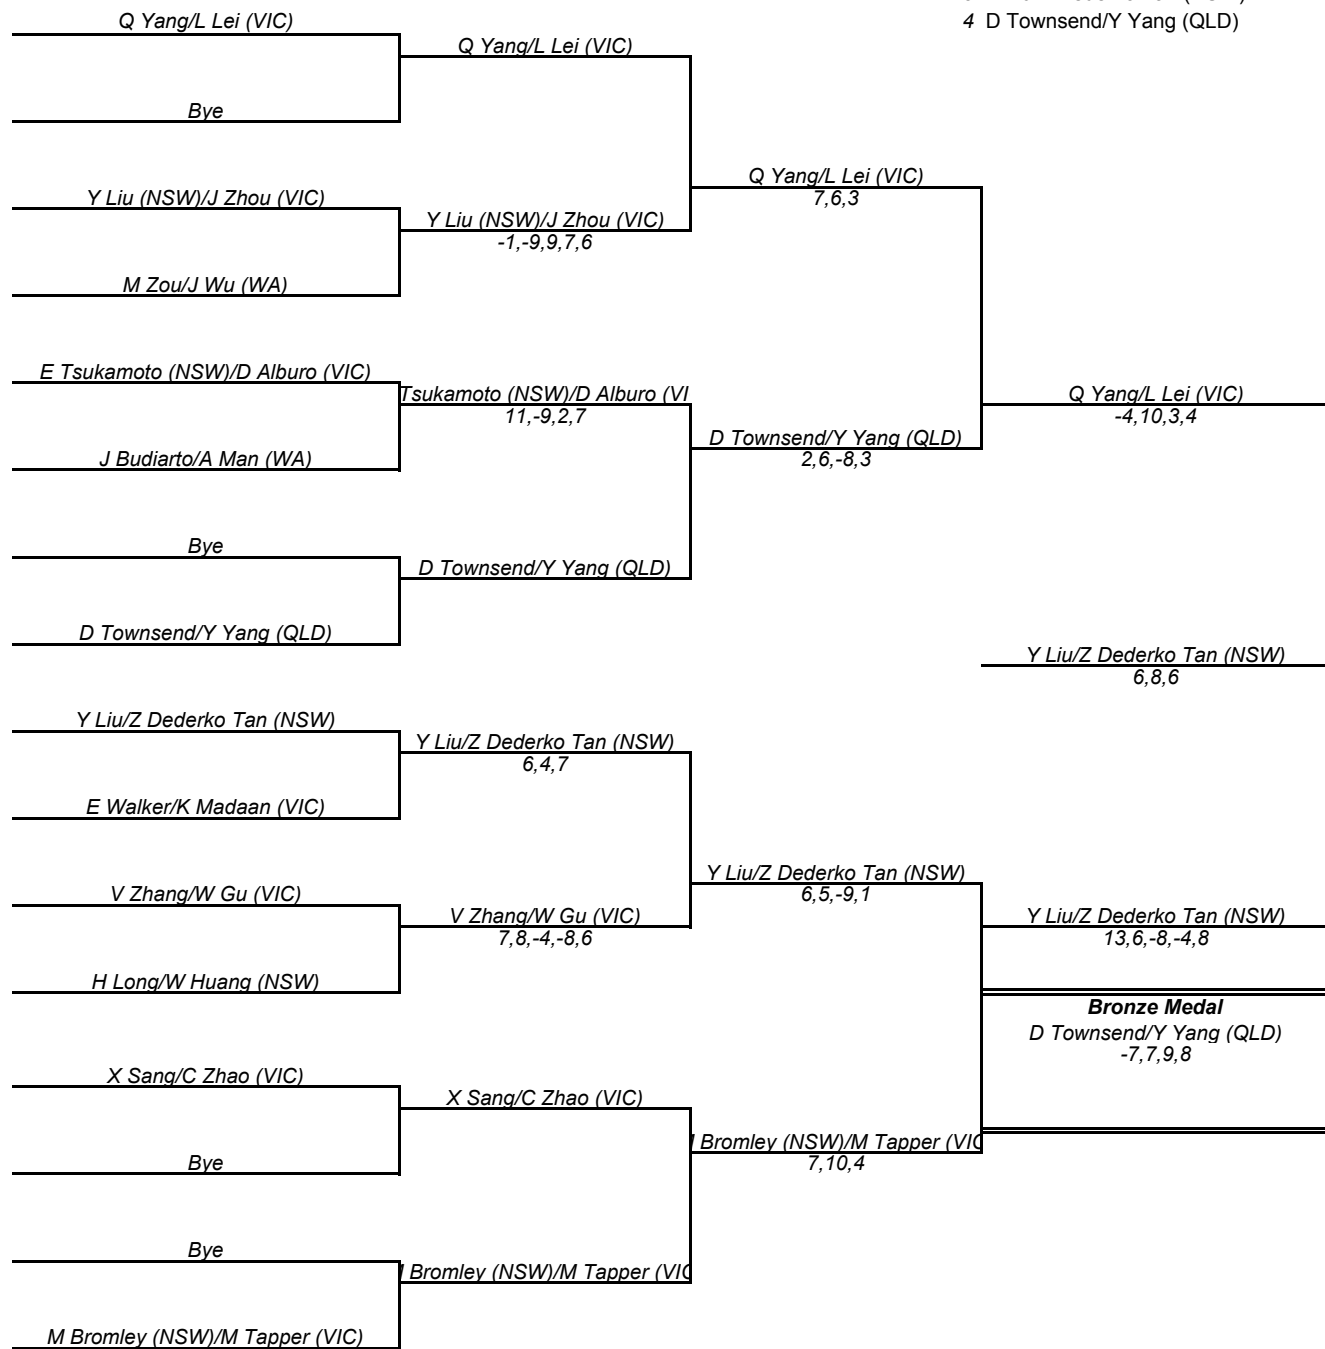 4 D Townsend/Y Yang (QLD)
Q Yang/L Lei (VIC)
Bye
Y Liu (NSW)/J Zhou (VIC)
M Zou/J Wu (WA)
E Tsukamoto (NSW)/D Alburo (VIC)
J Budiarto/A Man (WA)
Bye
D Townsend/Y Yang (QLD)
Y Liu/Z Dederko Tan (NSW)
E Walker/K Madaan (VIC)
V Zhang/W Gu (VIC)
H Long/W Huang (NSW)
X Sang/C Zhao (VIC)
Bye
Bye
M Bromley (NSW)/M Tapper (VIC)
Q Yang/L Lei (VIC)
Y Liu (NSW)/J Zhou (VIC)
-1,-9,9,7,6
Tsukamoto (NSW)/D Alburo (VI
11,-9,2,7
D Townsend/Y Yang (QLD)
Y Liu/Z Dederko Tan (NSW)
6,4,7
V Zhang/W Gu (VIC)
7,8,-4,-8,6
X Sang/C Zhao (VIC)
Bromley (NSW)/M Tapper (VIC
Q Yang/L Lei (VIC)
7,6,3
D Townsend/Y Yang (QLD)
2,6,-8,3
Y Liu/Z Dederko Tan (NSW)
6,5,-9,1
Bromley (NSW)/M Tapper (VIC
7,10,4
Q Yang/L Lei (VIC)
-4,10,3,4
Y Liu/Z Dederko Tan (NSW)
6,8,6
Y Liu/Z Dederko Tan (NSW)
13,6,-8,-4,8
Bronze Medal
D Townsend/Y Yang (QLD)
-7,7,9,8